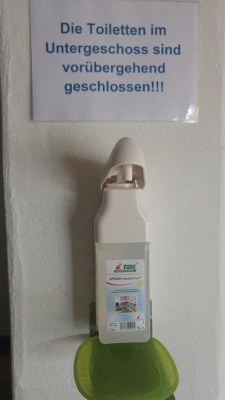 Die Toiletten im
Untergeschoss sind
vorübergehend
geschlossen!!!